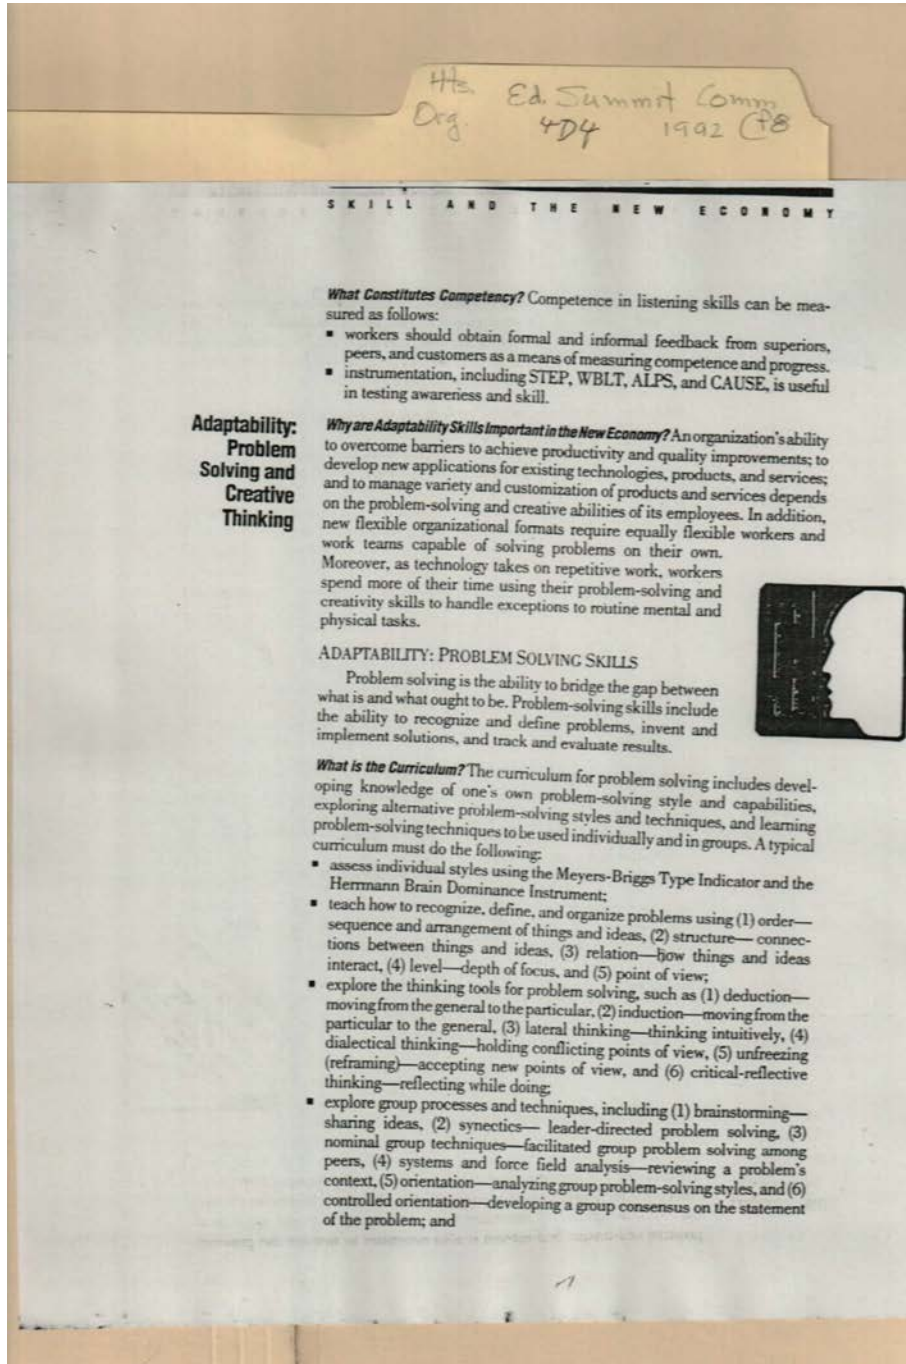 Hts. Ed. Summit Comm
Org. 4D4 1992 (P8
SKILL AND THE NEW ECONOMY
What Constitutes Competency? Competence in listening skills can be mea-
sured as follows:
▪ workers should obtain formal and informal feedback from superiors,
peers, and customers as a means of measuring competence and progress.
▪ instrumentation, including STEP, WBLT, ALPS, and CAUSE, is useful
in testing awareness and skill.
Adaptability:
Problem
Solving and
Creative
Thinking
Why are Adaptability Skills Important in the New Economy? An organization's ability
to overcome barriers to achieve productivity and quality improvements; to
develop new applications for existing technologies, products, and services;
and to manage variety and customization of products and services depends
on the problem-solving and creative abilities of its employees. In addition,
new flexible organizational formats require equally flexible workers and
work teams capable of solving problems on their own.
Moreover, as technology takes on repetitive work, workers
spend more of their time using their problem-solving and
creativity skills to handle exceptions to routine mental and
physical tasks.
ADAPTABILITY: PROBLEM SOLVING SKILLS
Problem solving is the ability to bridge the gap between
what is and what ought to be. Problem-solving skills include
the ability to recognize and define problems, invent and
implement solutions, and track and evaluate results.
What is the Curriculum? The curriculum for problem solving includes devel-
oping knowledge of one's own problem-solving style and capabilities,
exploring alternative problem-solving styles and techniques, and learning
problem-solving techniques to be used individually and in groups. A typical
curriculum must do the following:
▪ assess individual styles using the Meyers-Briggs Type Indicator and the
Herrmann Brain Dominance Instrument;
▪ teach how to recognize, define, and organize problems using (1) order—
sequence and arrangement of things and ideas, (2) structure— connec-
tions between things and ideas, (3) relation—how things and ideas
interact, (4) level—depth of focus, and (5) point of view;
▪ explore the thinking tools for problem solving, such as (1) deduction—
moving from the general to the particular, (2) induction—moving from the
particular to the general, (3) lateral thinking—thinking intuitively, (4)
dialectical thinking—holding conflicting points of view, (5) unfreezing
(reframing)—accepting new points of view, and (6) critical-reflective
thinking—reflecting while doing;
▪ explore group processes and techniques, including (1) brainstorming—
sharing ideas, (2) synectics— leader-directed problem solving, (3)
nominal group techniques—facilitated group problem solving among
peers, (4) systems and force field analysis—reviewing a problem's
context, (5) orientation—analyzing group problem-solving styles, and (6)
controlled orientation—developing a group consensus on the statement
of the problem; and